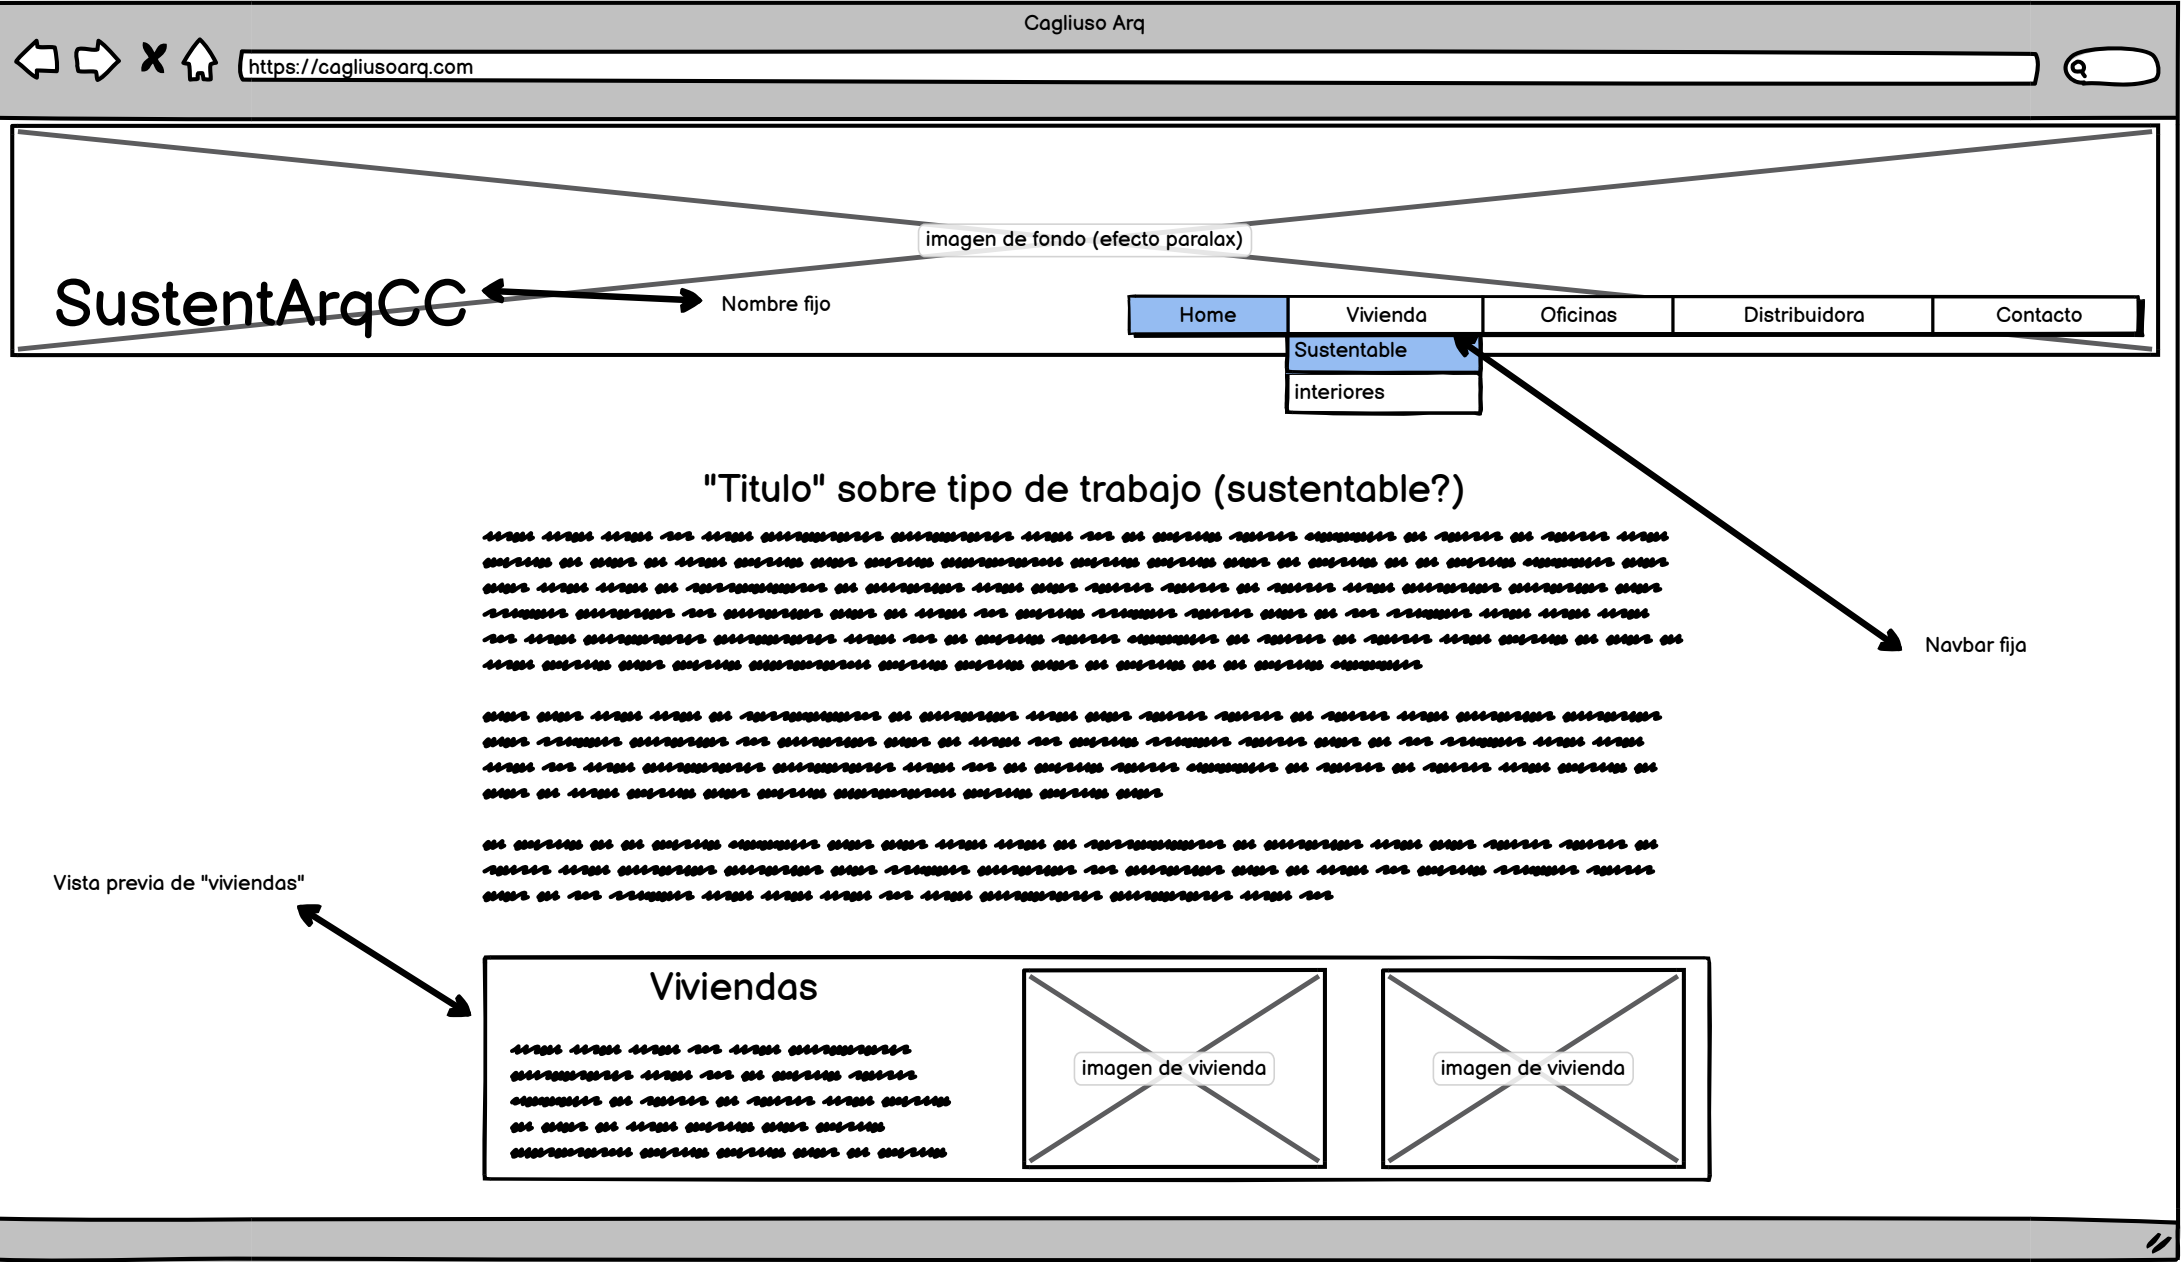 Cagliuso Arq
https://cagliusoarq.com
imagen de fondo (efecto paralax)
SustentArqCC
Nombre fijo
Home Vivienda Oficinas Distribuidora Contacto
Sustentable
interiores
"Titulo" sobre tipo de trabajo (sustentable?)
Navbar fija
Vista previa de "viviendas"
Viviendas
imagen de vivienda
imagen de vivienda